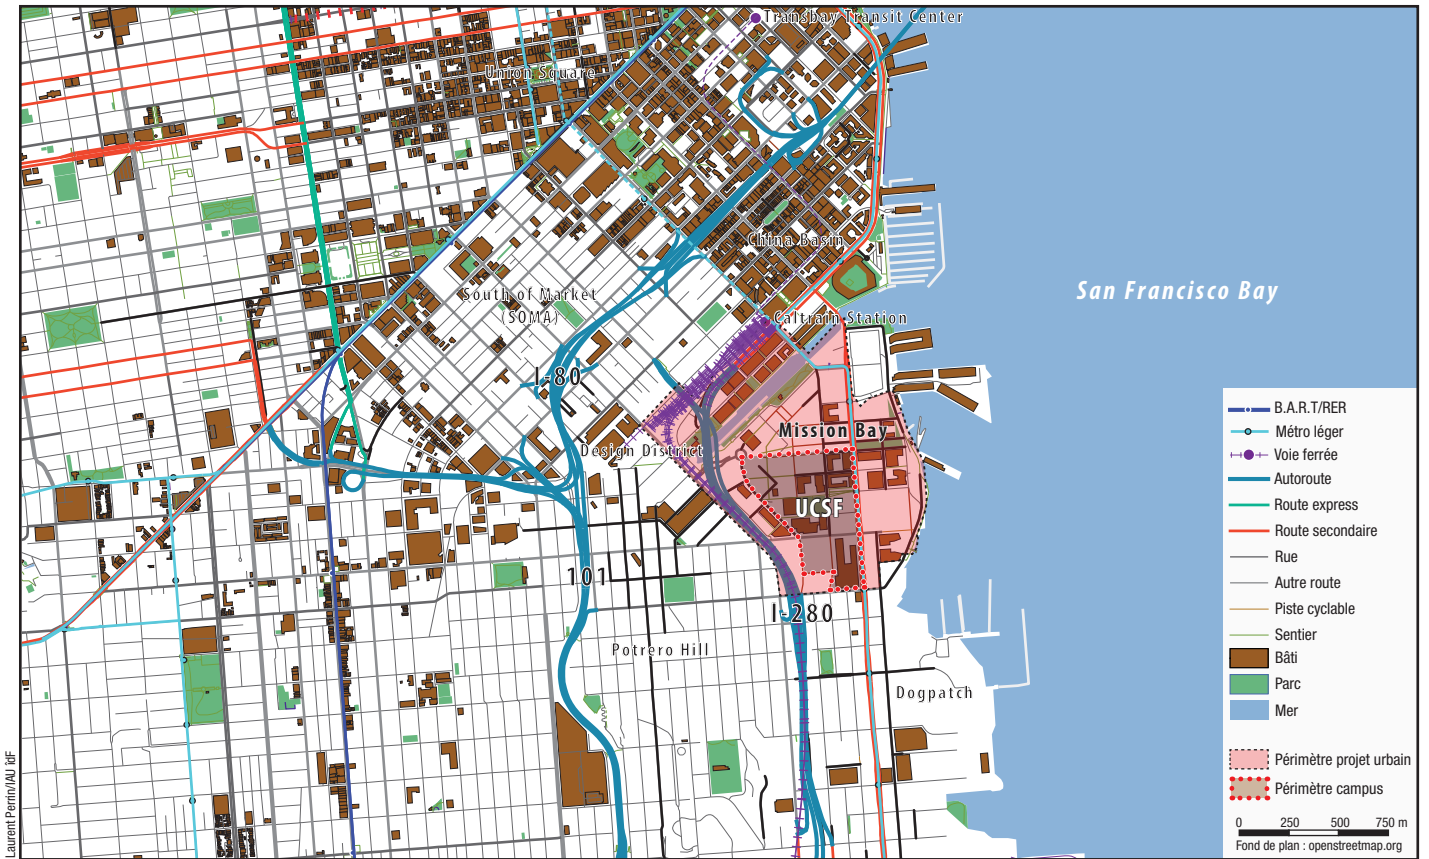 Transbay Transit Center
Union Square
China Basin
San Francisco Bay
South of Market
(SOMA)
Caltrain Station
I-80
Mission Bay
Design District
UCSF
101
I-280
Potrero Hill
Dogpatch
B.A.R.T/RER
Métro léger
Voie ferrée
Autoroute
Route express
Route secondaire
Rue
Autre route
Piste cyclable
Sentier
Bâti
Parc
Mer
Périmètre projet urbain
Périmètre campus
0 250 500 750 m
Fond de plan : openstreetmap.org
Laurent Perrin/IAU îdF